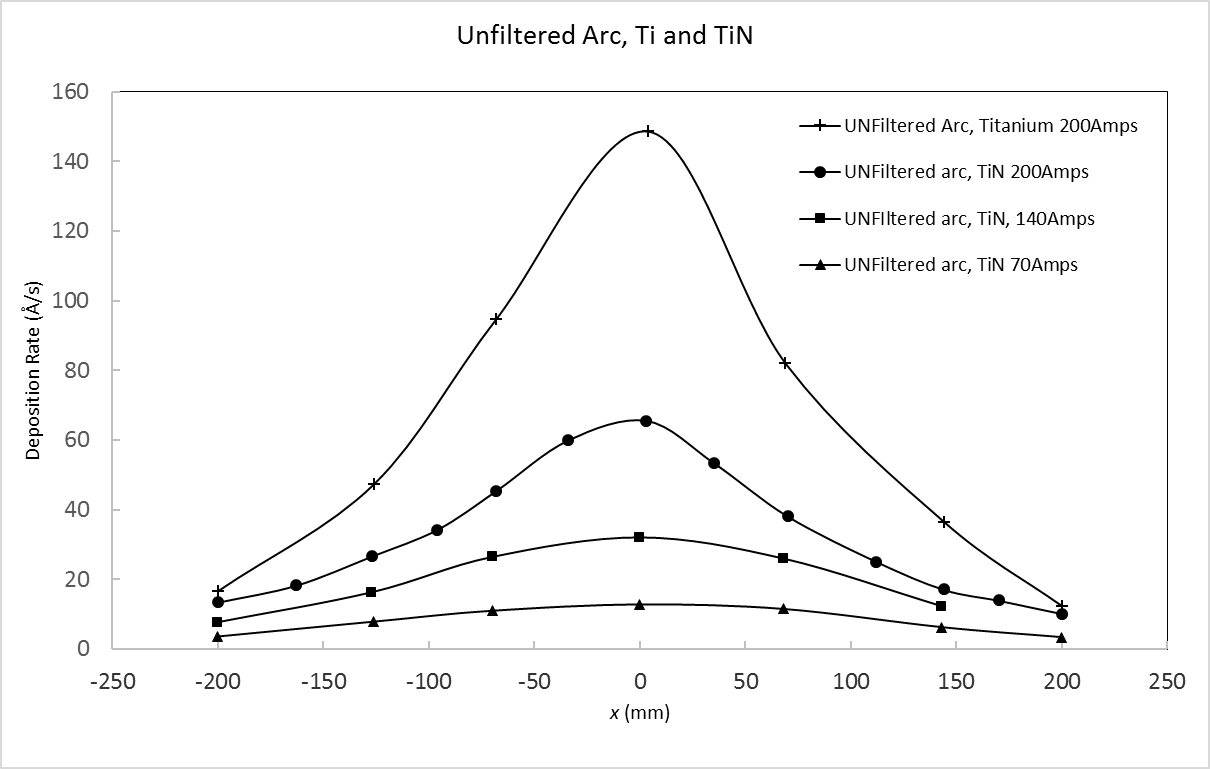 Unfiltered Arc, Ti and TiN
160
140
120
100
80
60
40
20
0
Deposition Rate (Å/s)
UNFiltered Arc, Titanium 200Amps
UNFiltered arc, TiN 200Amps
UNFIltered arc, TiN, 140Amps
UNFiltered arc, TiN 70Amps
-250 -200 -150 -100 -50 0 50 100 150 200 250
x (mm)